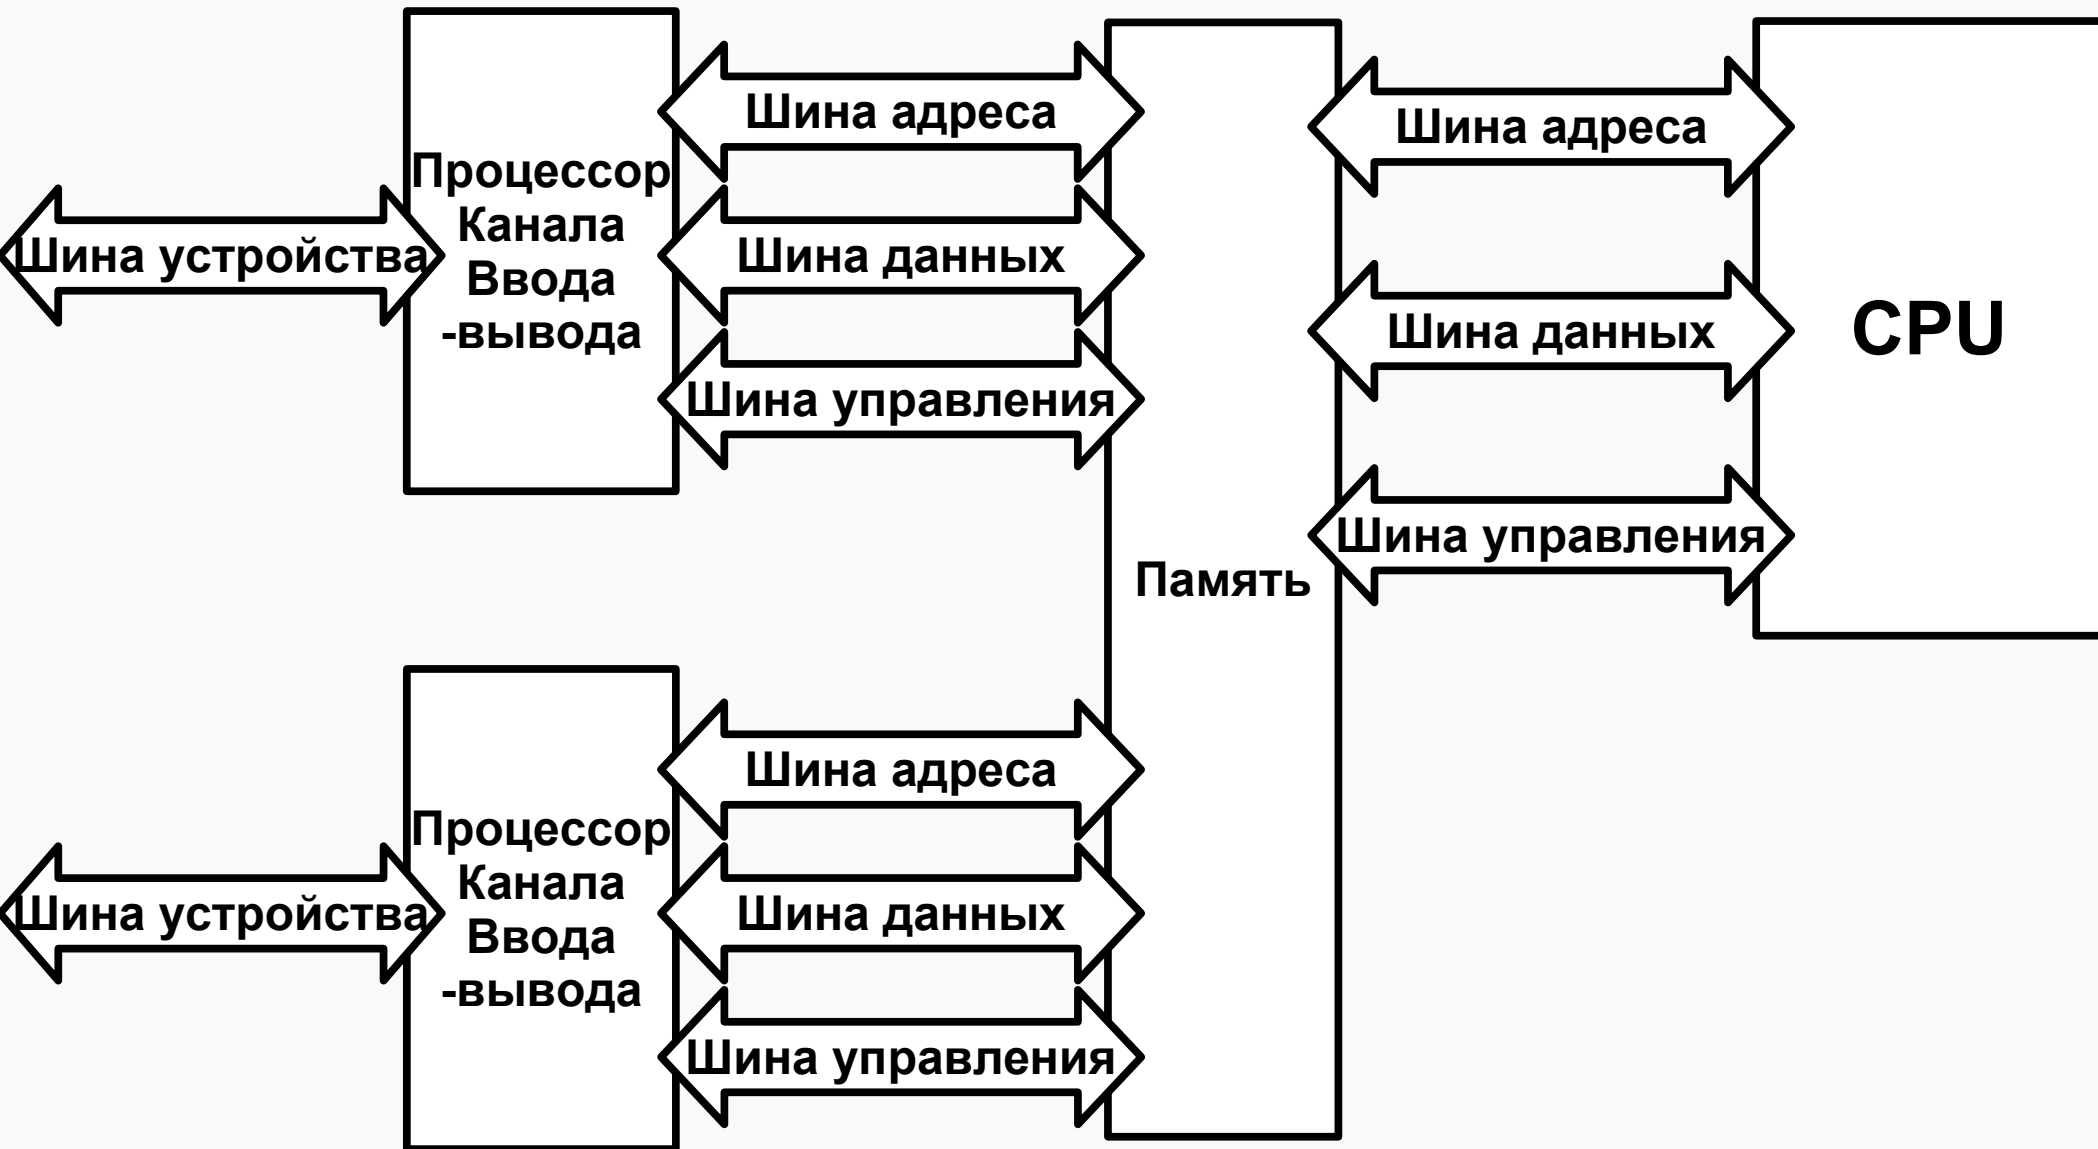 Шина адреса
Шина адреса
Процессор
Канала
Ввода
-вывода
Шина устройства
Шина данных
Шина данных
CPU
Шина управления
Шина управления
Память
Шина адреса
Процессор
Канала
Ввода
-вывода
Шина устройства
Шина данных
Шина управления